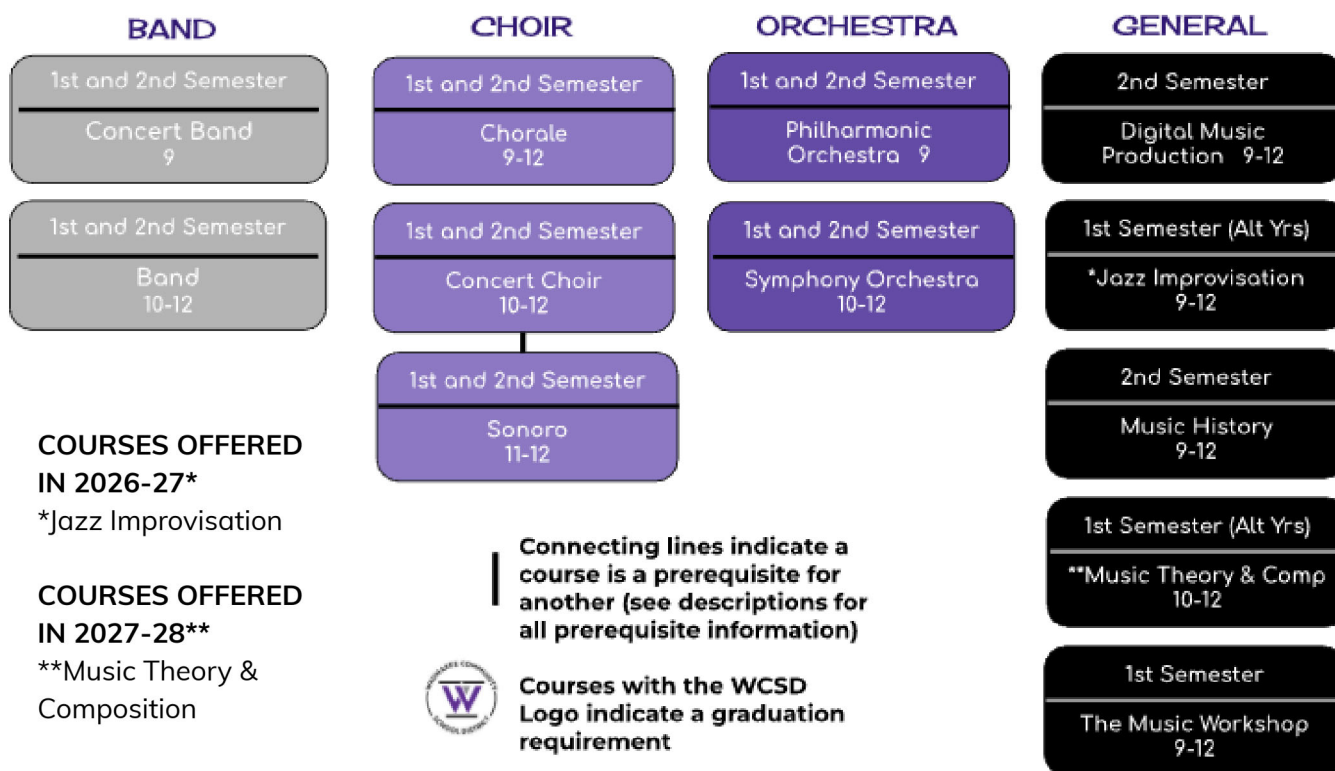 BAND
1st and 2nd Semester
Concert Band
9
1st and 2nd Semester
Band
10-12
CHOIR
1st and 2nd Semester
Chorale
9-12
1st and 2nd Semester
Concert Choir
10-12
1st and 2nd Semester
Sonoro
11-12
ORCHESTRA
1st and 2nd Semester
Philharmonic
Orchestra 9
1st and 2nd Semester
Symphony Orchestra
10-12
GENERAL
2nd Semester
Digital Music
Production 9-12
1st Semester (Alt Yrs)
*Jazz Improvisation
9-12
2nd Semester
Music History
9-12
1st Semester (Alt Yrs)
**Music Theory & Comp
10-12
1st Semester
The Music Workshop
9-12
COURSES OFFERED
IN 2026-27*
*Jazz Improvisation
COURSES OFFERED
IN 2027-28**
**Music Theory &
Composition
Connecting lines indicate a
course is a prerequisite for
another (see descriptions for
all prerequisite information)
W
SCHOOL DISTRICT
Courses with the WCSD
Logo indicate a graduation
requirement